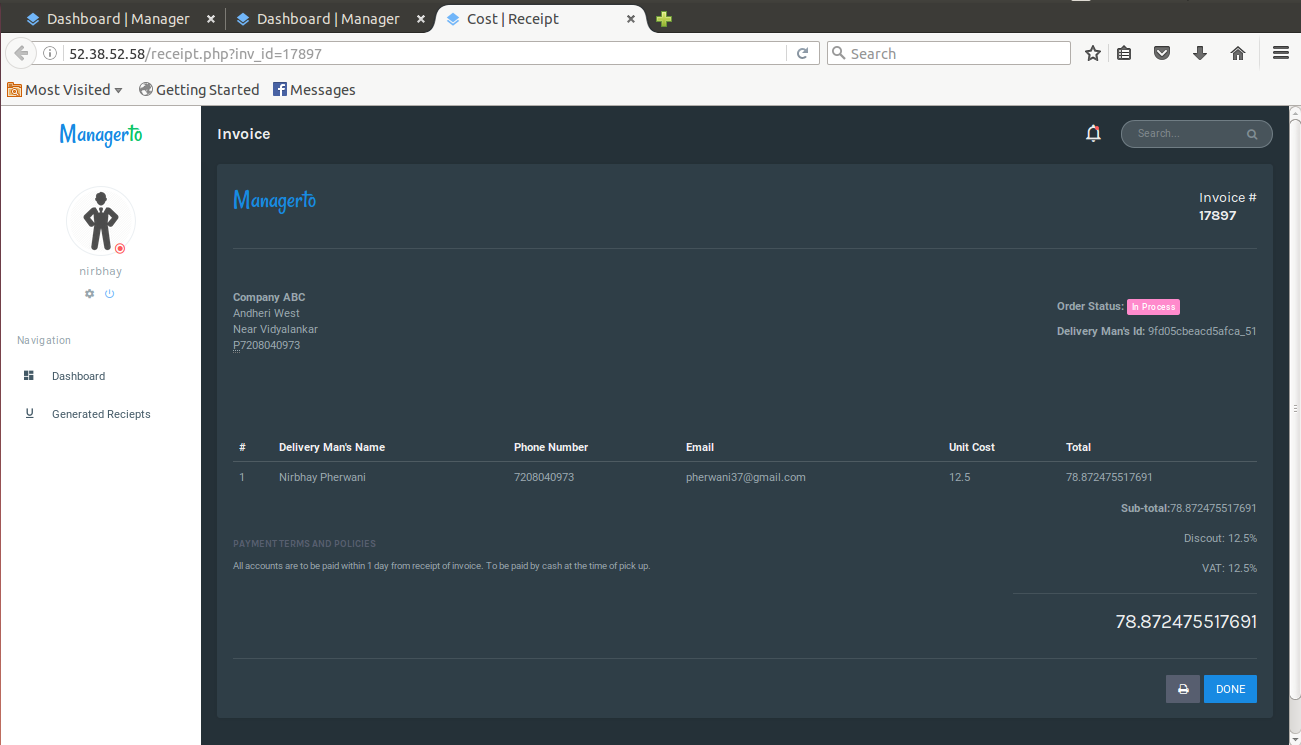 Dashboard | Manager
Dashboard | Manager
Cost | Receipt
52.38.52.58/receipt.php?inv_id=17897
Search
Most Visited
Getting Started
Messages
Managerto
nirbhay
Navigation
Dashboard
Generated Reciepts
Invoice
Search...
Managerto
Invoice #
17897
Company ABC
Andheri West
Near Vidyalankar
P7208040973
Order Status: In Process
Delivery Man's Id: 9fd05cbeacd5afca_51
# Delivery Man's Name Phone Number Email Unit Cost Total
1 Nirbhay Pherwani 7208040973 pherwani37@gmail.com 12.5 78.872475517691
Sub-total:78.872475517691
Discout: 12.5%
VAT: 12.5%
PAYMENT TERMS AND POLICIES
All accounts are to be paid within 1 day from receipt of invoice. To be paid by cash at the time of pick up.
78.872475517691
DONE